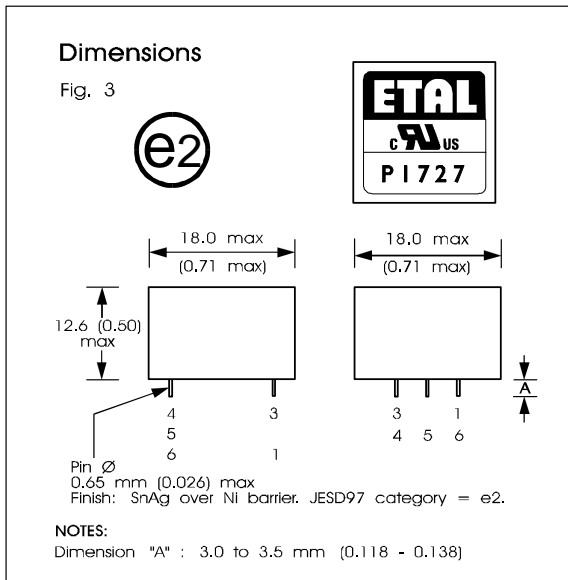 Dimensions
Fig. 3
e2
ETAL
c RU US
P1727
18.0 max
(0.71 max)
18.0 max
(0.71 max)
12.6 (0.50)
max
A
4 3 3 1
5 4 5 6
6 1
Pin Ø
0.65 mm (0.026) max
Finish: SnAg over Ni barrier. JESD97 category = e2.
NOTES:
Dimension "A" : 3.0 to 3.5 mm (0.118 - 0.138)